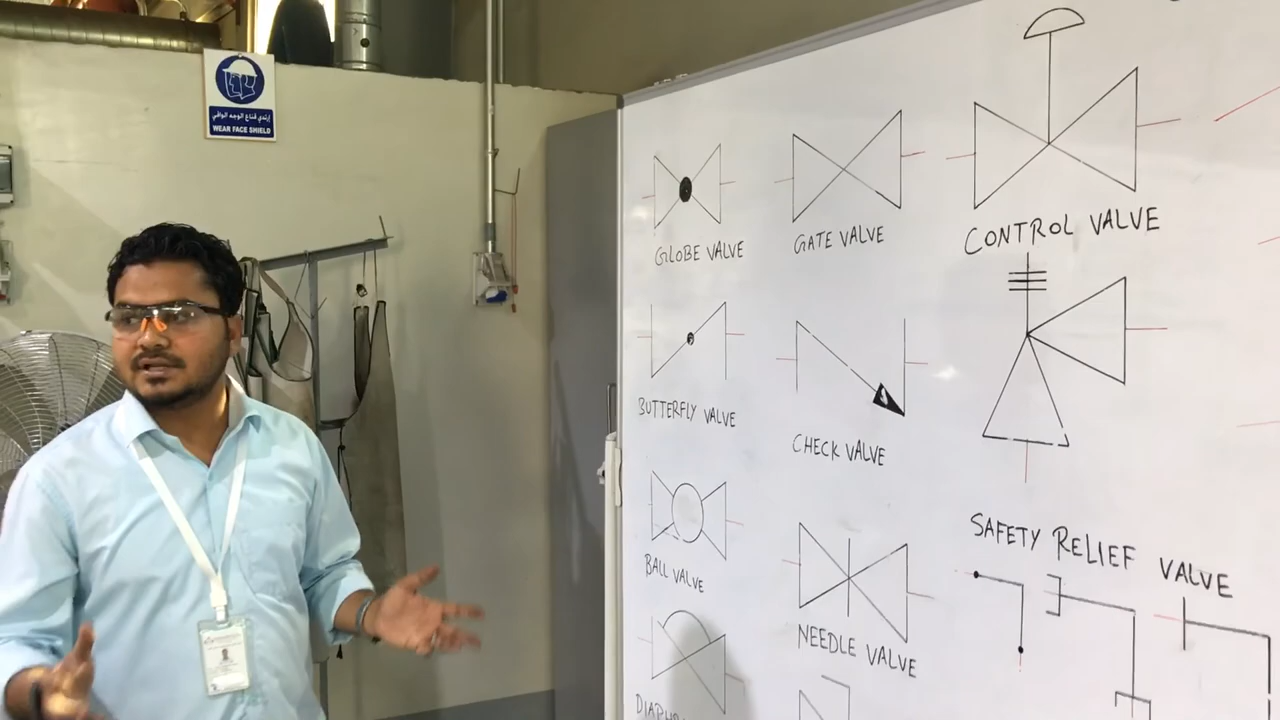 إرتدي قناع الوجه الواقي
WEAR FACE SHIELD
GLOBE VALVE
GATE VALVE
CONTROL VALVE
BUTTERFLY VALVE
CHECK VALVE
SAFETY RELIEF VALVE
BALL VALVE
NEEDLE VALVE